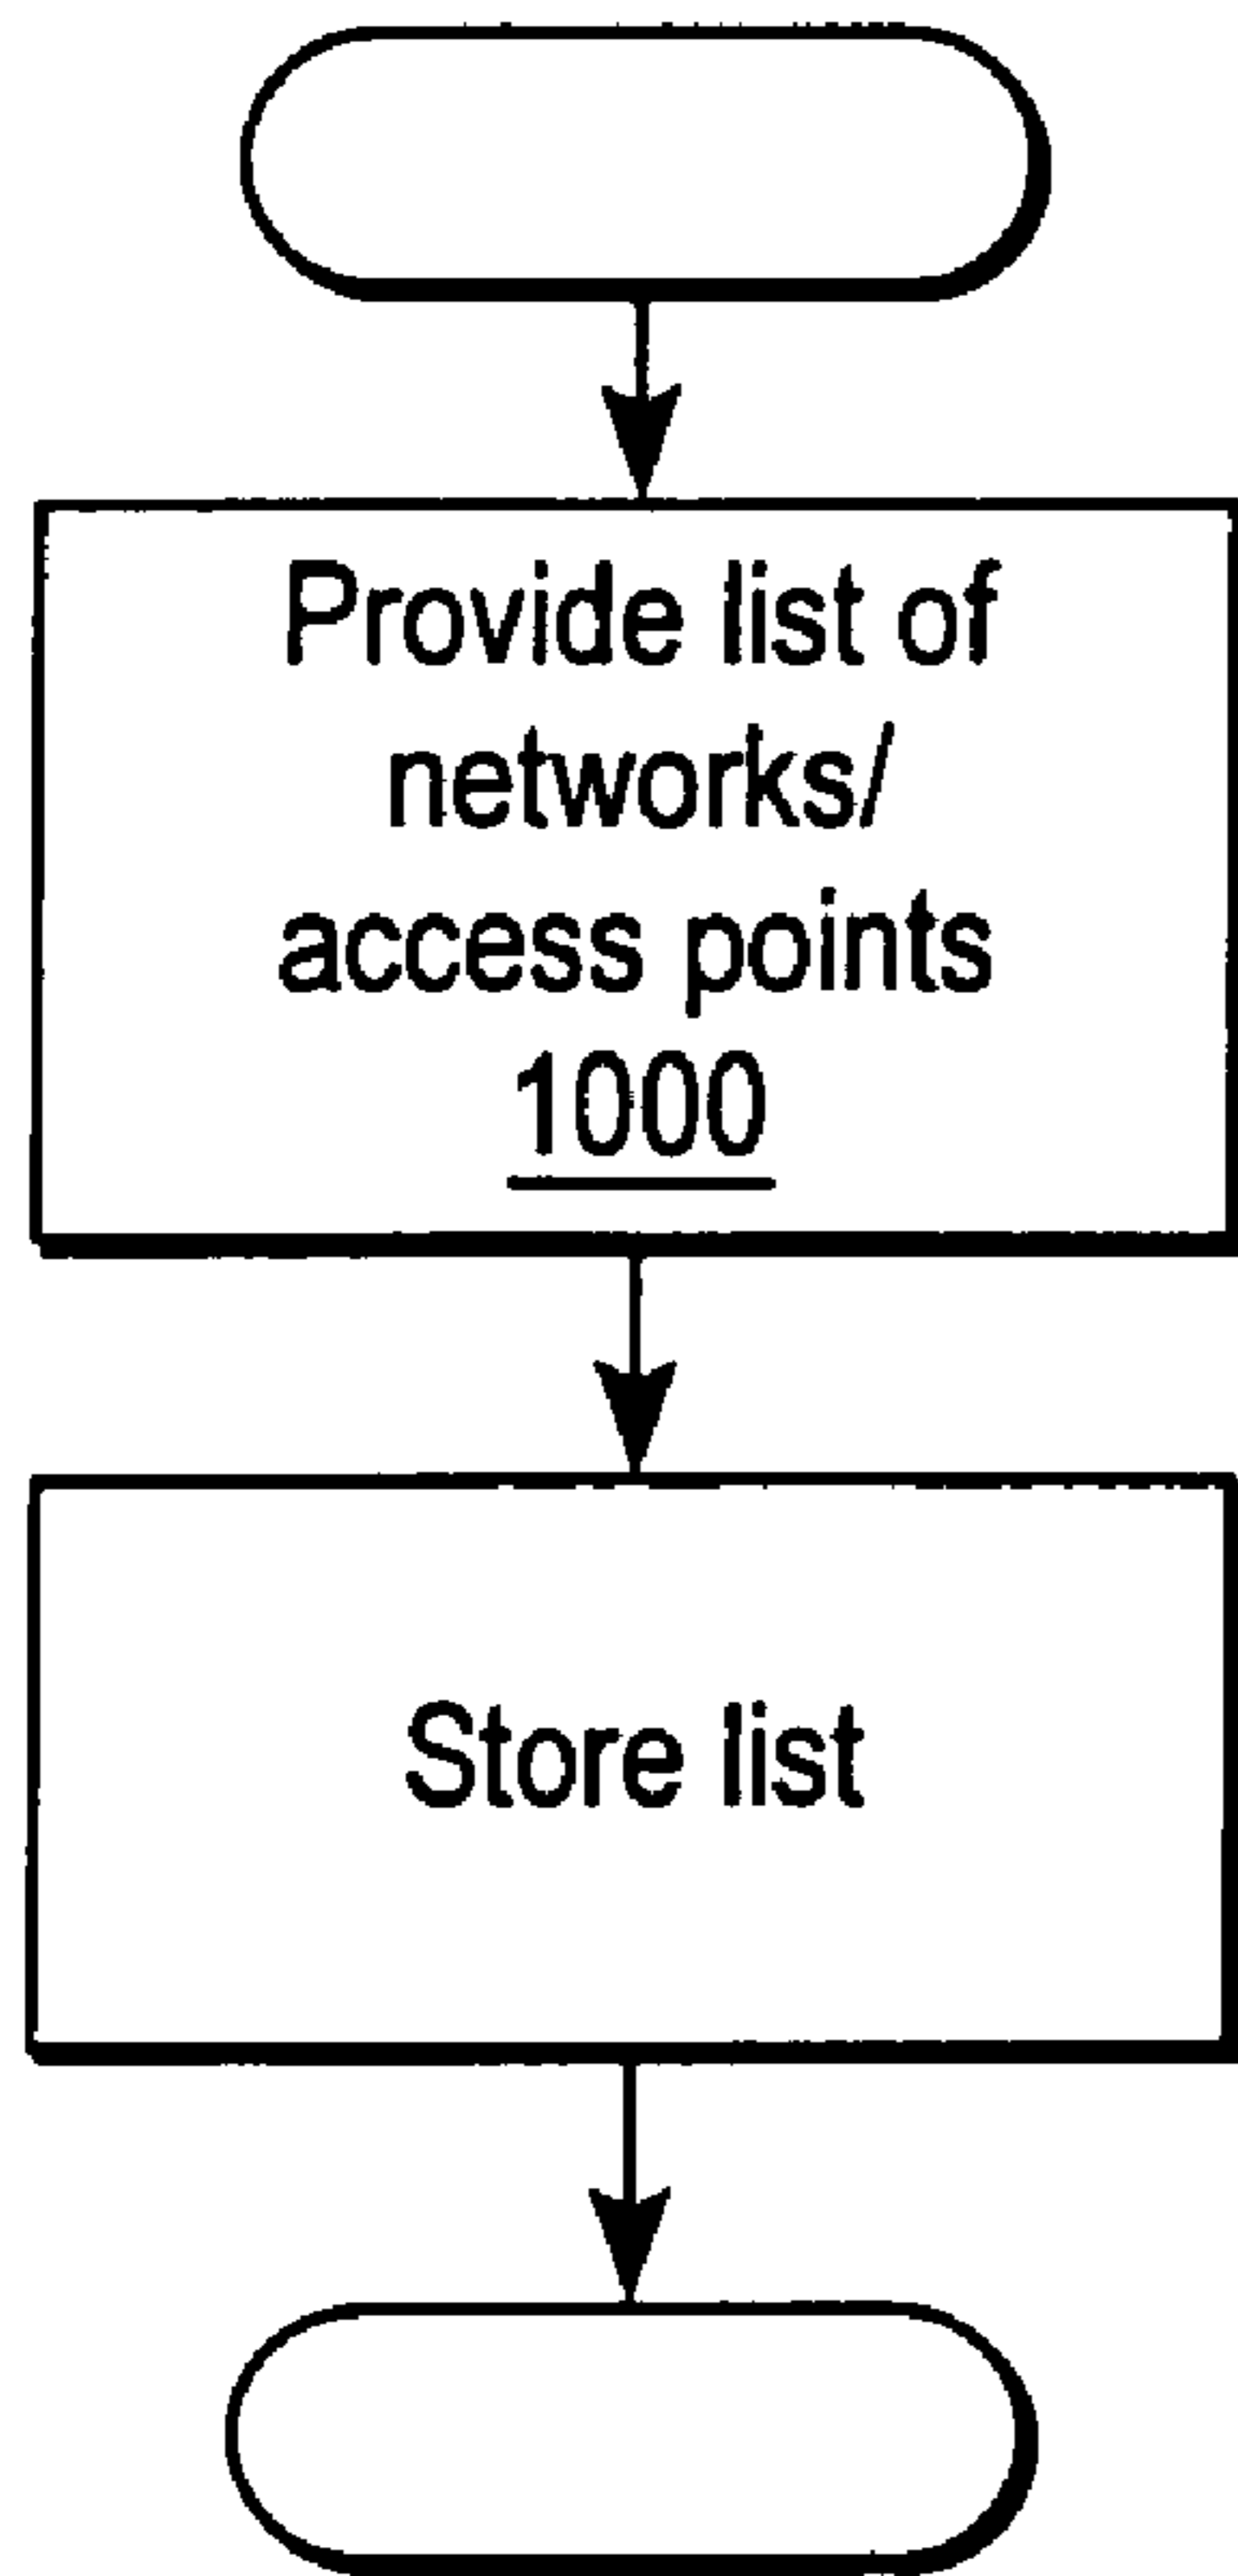 Provide list of
networks/
access points
1000
Store list